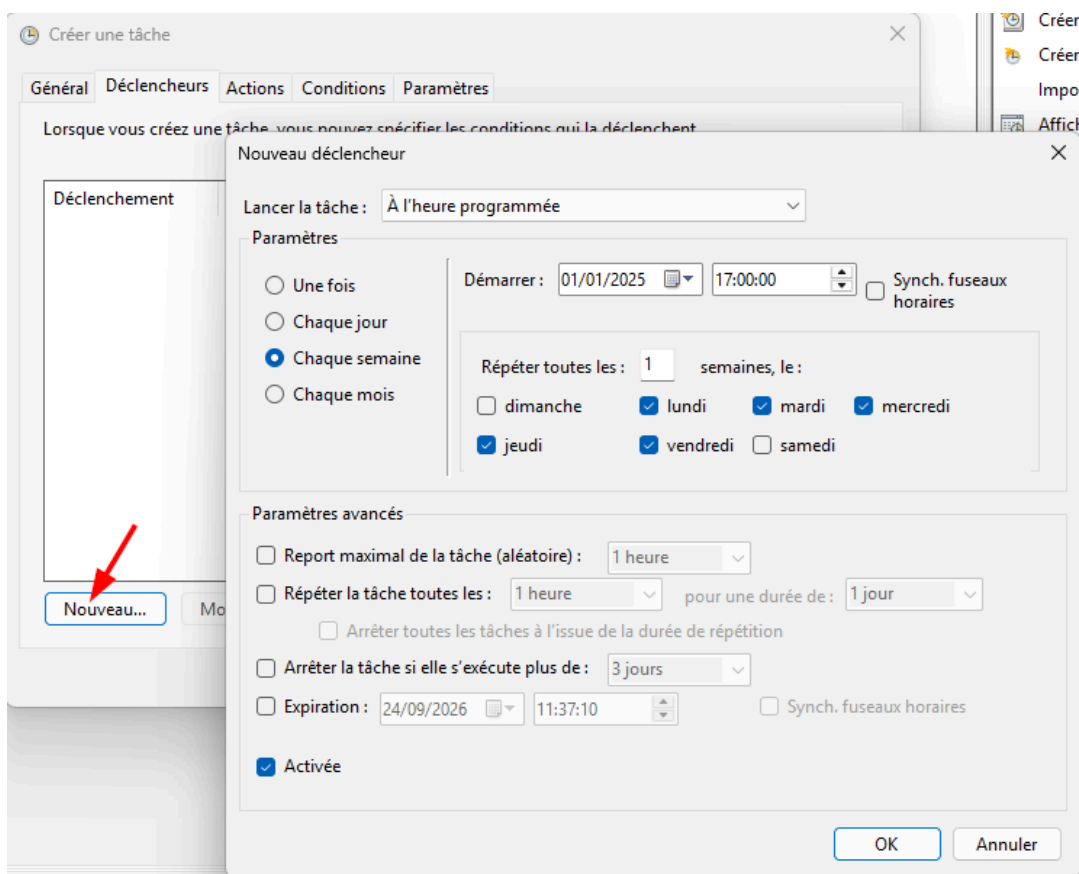 Créer une tâche
Général Déclencheurs Actions Conditions Paramètres
Lorsque vous créez une tâche, vous pouvez spécifier les conditions qui la déclenchent.
Déclenchement
Nouveau...
Nouveau déclencheur
Lancer la tâche : À l'heure programmée
Paramètres
Une fois
Chaque jour
Chaque semaine
Chaque mois
Démarrer : 01/01/2025 17:00:00 Synch. fuseaux
horaires
Répéter toutes les : 1 semaines, le :
dimanche lundi mardi mercredi
jeudi vendredi samedi
Paramètres avancés
Report maximal de la tâche (aléatoire) : 1 heure
Répéter la tâche toutes les : 1 heure pour une durée de : 1 jour
Arrêter toutes les tâches à l'issue de la durée de répétition
Arrêter la tâche si elle s'exécute plus de : 3 jours
Expiration : 24/09/2026 11:37:10 Synch. fuseaux horaires
Activée
OK Annuler
Créer
Créer